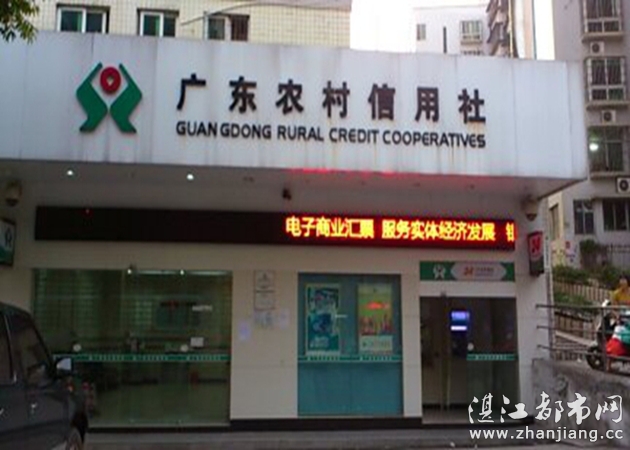 广东农村信用社
GUANGDONG RURAL CREDIT COOPERATIVES
电子商业汇票 服务实体经济发展
24
湛江都市网
www.zhanjiang.cc